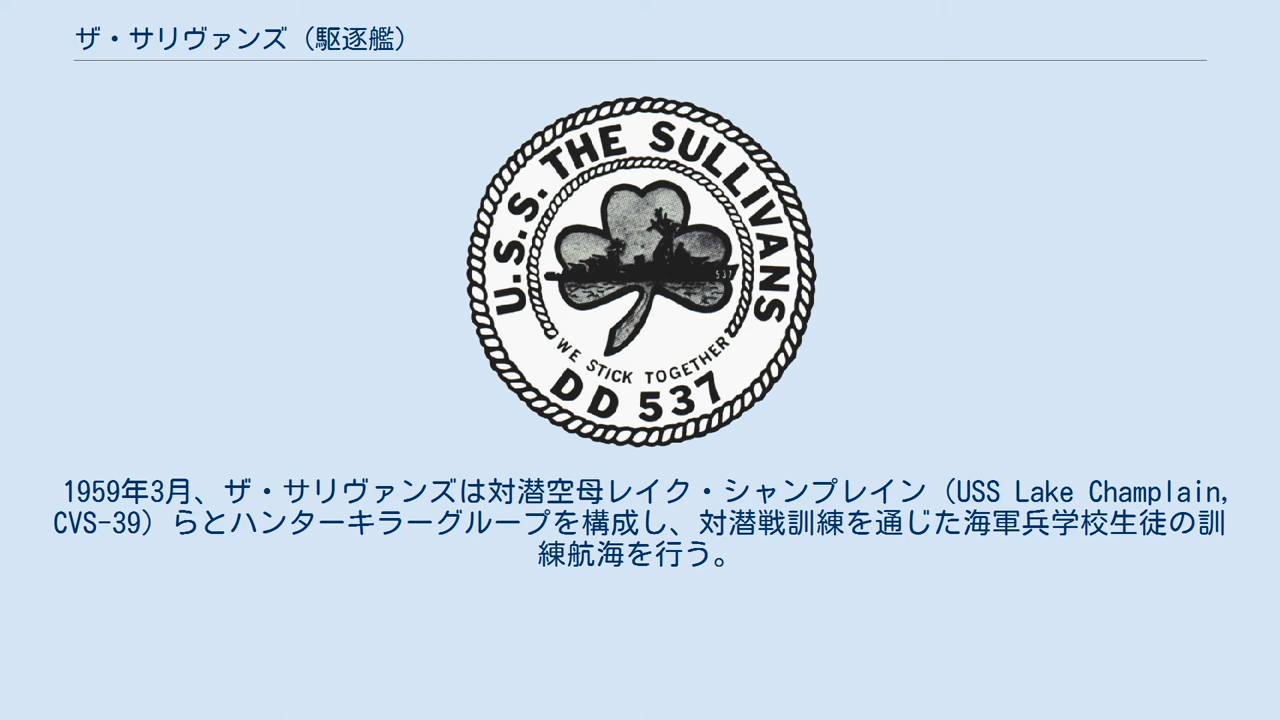 ザ・サリヴァンズ（駆逐艦）
U.S.S. THE SULLIVANS
537
WE STICK TOGETHER
DD 537
1959年3月、ザ・サリヴァンズは対潜空母レイク・シャンプレイン（USS Lake Champlain,
CVS-39）らとハンターキラーグループを構成し、対潜戦訓練を通じた海軍兵学校生徒の訓
練航海を行う。